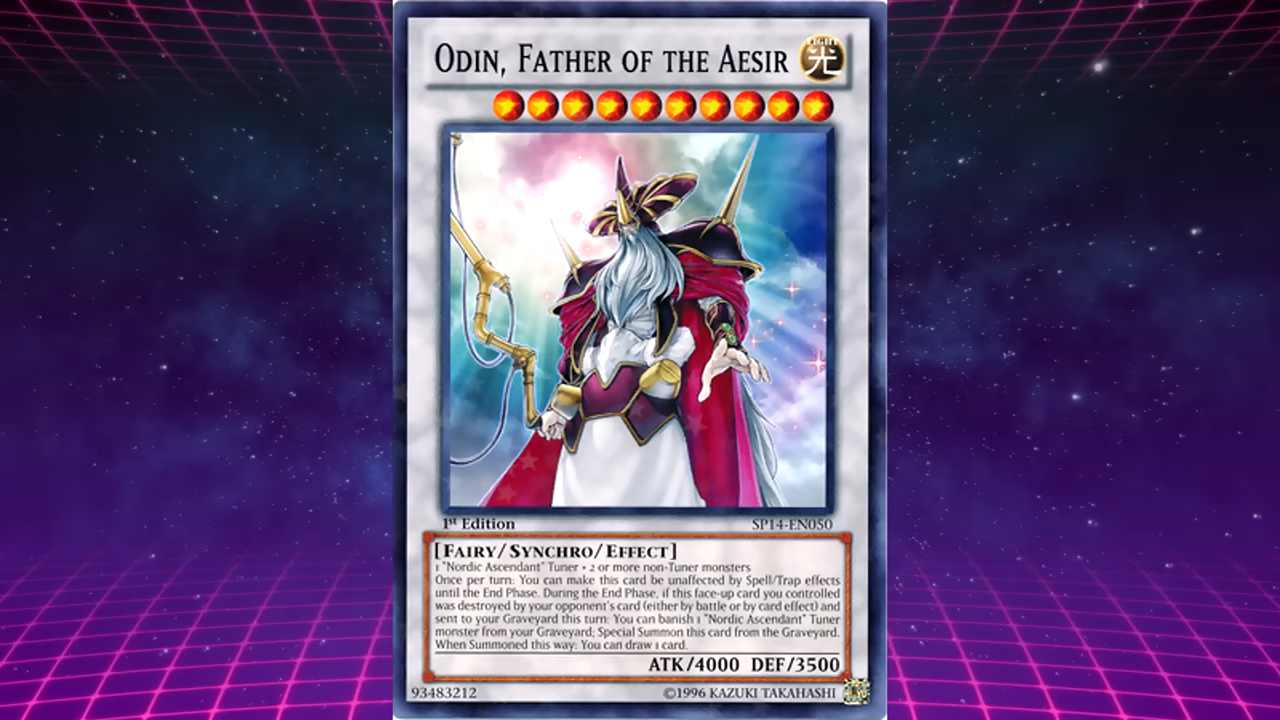 ODIN, FATHER OF THE AESIR
LIGHT
光
1st Edition
SP14-EN050
[FAIRY/SYNCHRO/EFFECT]
1 "Nordic Ascendant" Tuner + 2 or more non-Tuner monsters
Once per turn: You can make this card be unaffected by Spell/Trap effects
until the End Phase. During the End Phase, if this face-up card you controlled
was destroyed by your opponent's card (either by battle or by card effect) and
sent to your Graveyard this turn: You can banish 1 "Nordic Ascendant" Tuner
monster from your Graveyard; Special Summon this card from the Graveyard.
When Summoned this way: You can draw 1 card.
ATK/4000 DEF/3500
93483212
©1996 KAZUKI TAKAHASHI